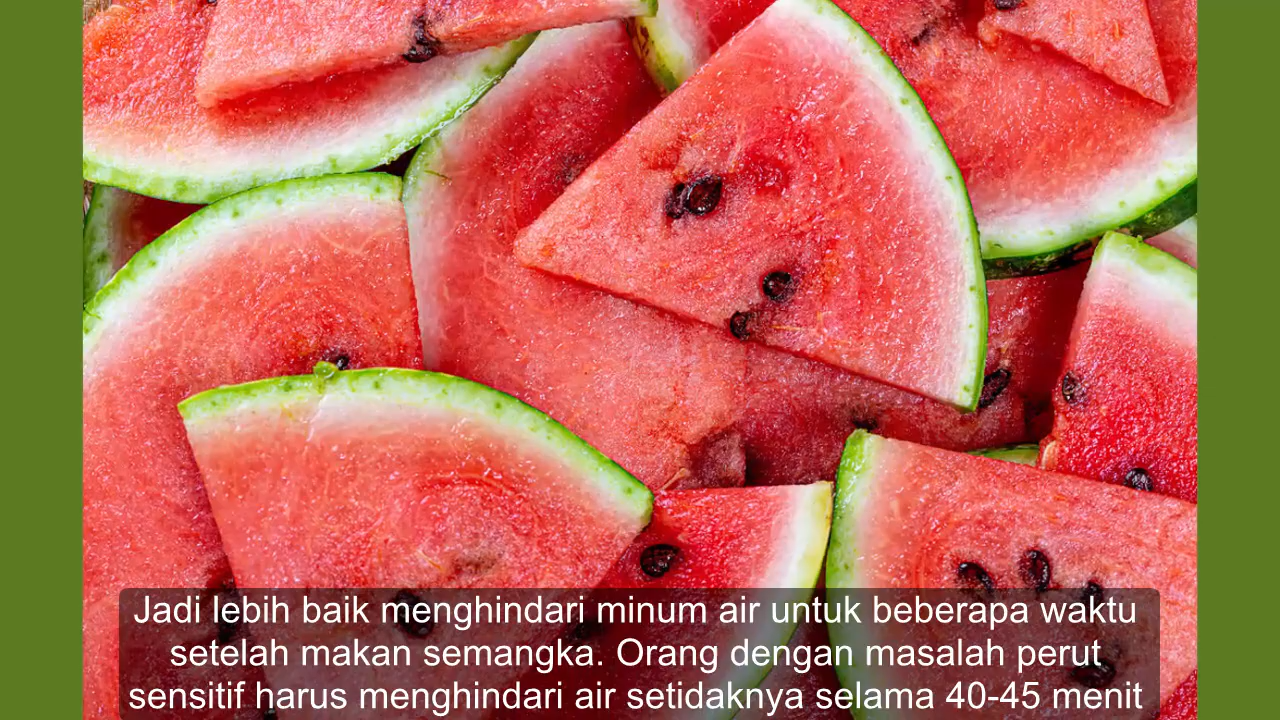 Jadi lebih baik menghindari minum air untuk beberapa waktu
setelah makan semangka. Orang dengan masalah perut
sensitif harus menghindari air setidaknya selama 40-45 menit